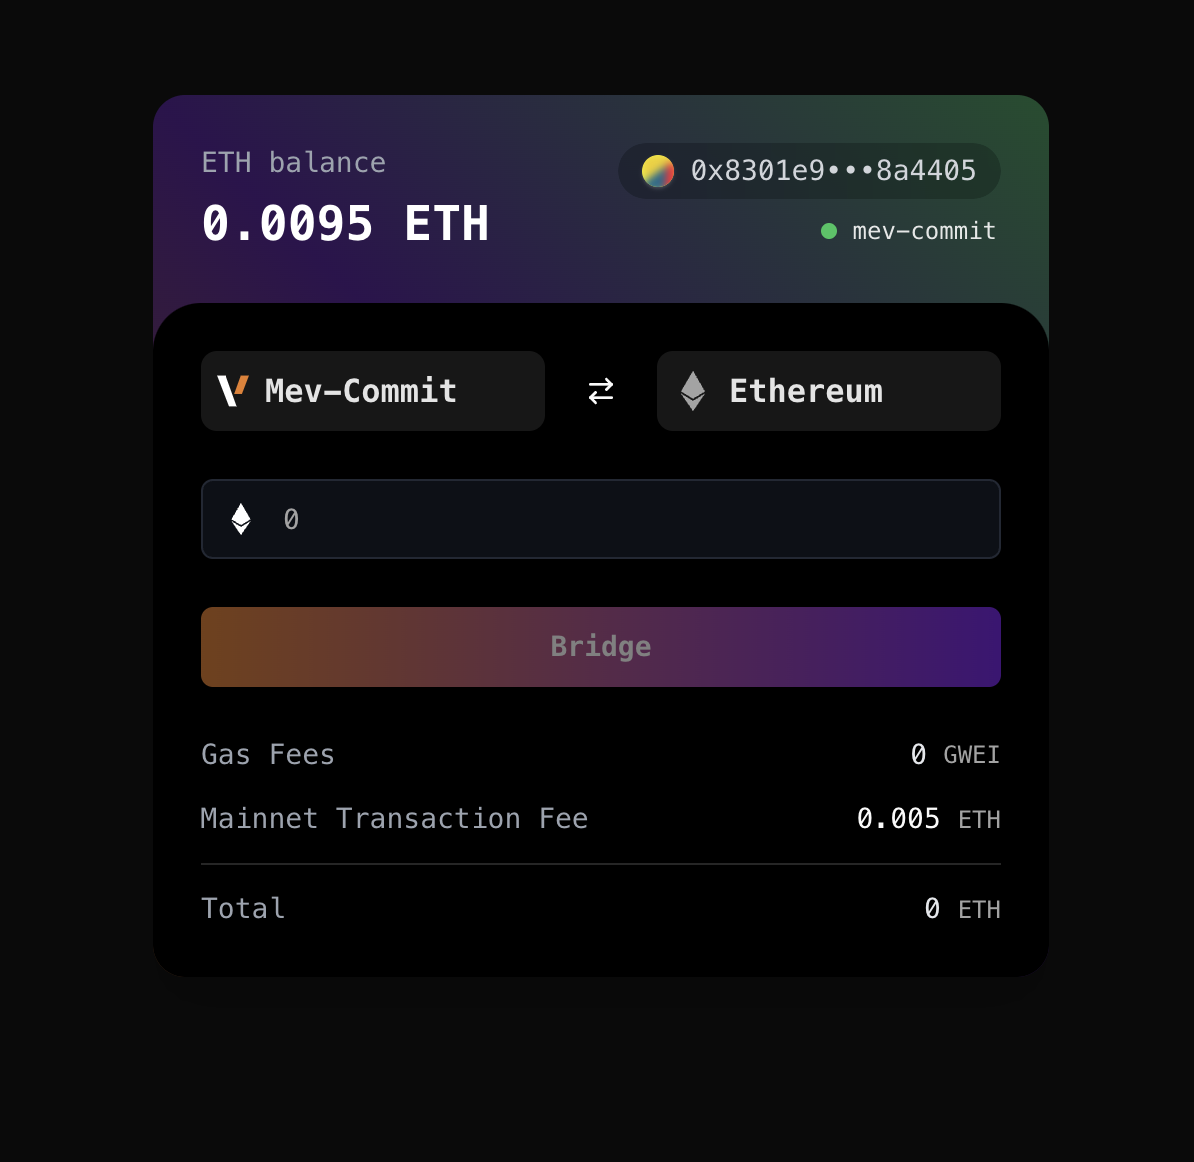 ETH balance
0x8301e9•••8a4405
0.0095 ETH
mev-commit
Mev-Commit
Ethereum
0
Bridge
Gas Fees 0 GWEI
Mainnet Transaction Fee 0.005 ETH
Total 0 ETH